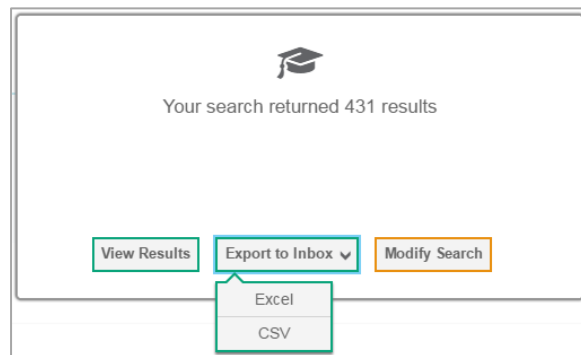 Your search returned 431 results
View Results Export to Inbox Modify Search
Excel
CSV